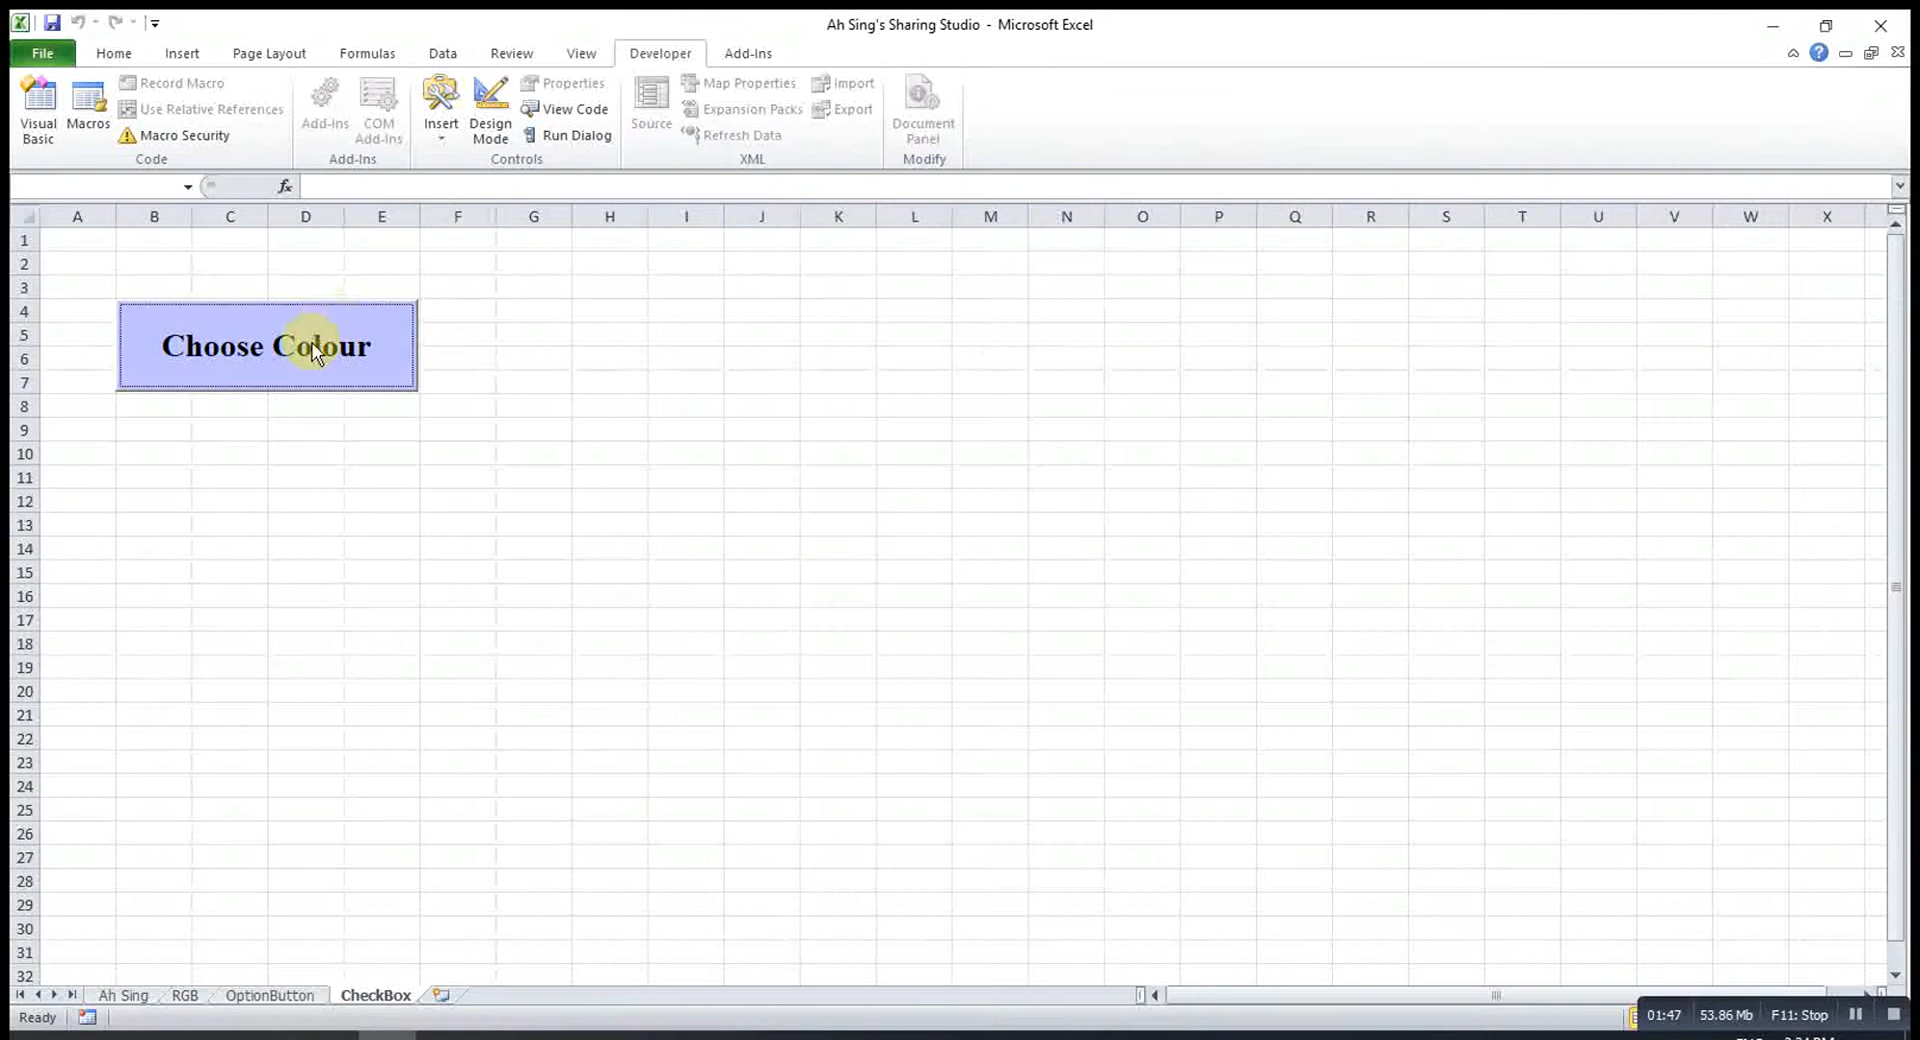 Ah Sing's Sharing Studio - Microsoft Excel
File Home Insert Page Layout Formulas Data Review View Developer Add-Ins
Visual Basic
Macros
Record Macro
Use Relative References
Macro Security
Code
Add-Ins
COM Add-Ins
Add-Ins
Insert
Design Mode
Properties
View Code
Run Dialog
Controls
Source
Map Properties
Expansion Packs
Refresh Data
Import
Export
XML
Document Panel
Modify
fx
A B C D E F G H I J K L M N O P Q R S T U V W X
1
2
3
4
5
6
7
8
9
10
11
12
13
14
15
16
17
18
19
20
21
22
23
24
25
26
27
28
29
30
31
32
Choose Colour
Ah Sing RGB OptionButton CheckBox
Ready
01:47 53.86 Mb F11: Stop